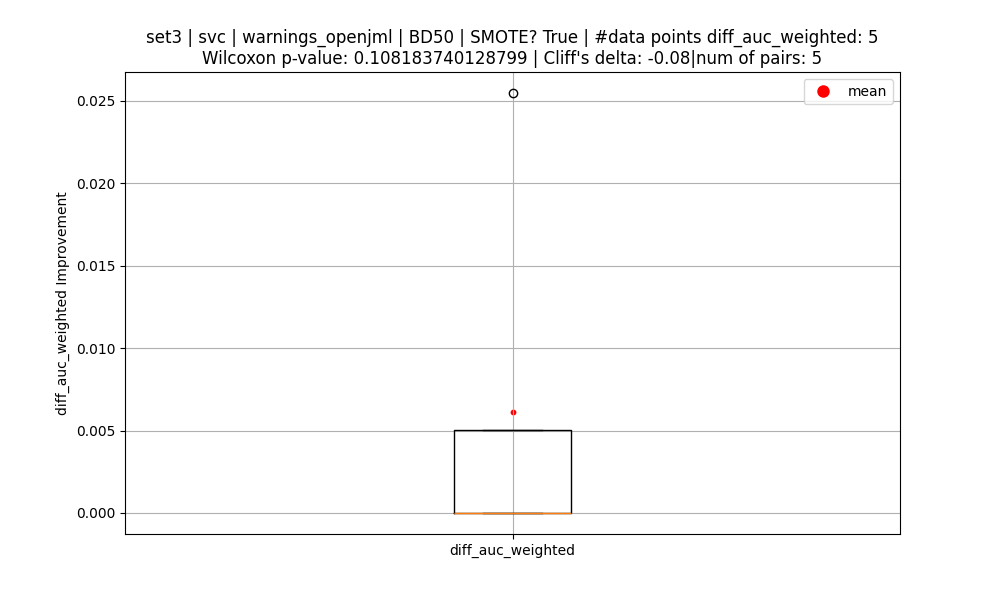 set3 | svc | warnings_openjml | BD50 | SMOTE? True | #data points diff_auc_weighted: 5
Wilcoxon p-value: 0.108183740128799 | Cliff's delta: -0.08|num of pairs: 5
mean
0.025
0.020
0.015
0.010
0.005
0.000
diff_auc_weighted Improvement
diff_auc_weighted